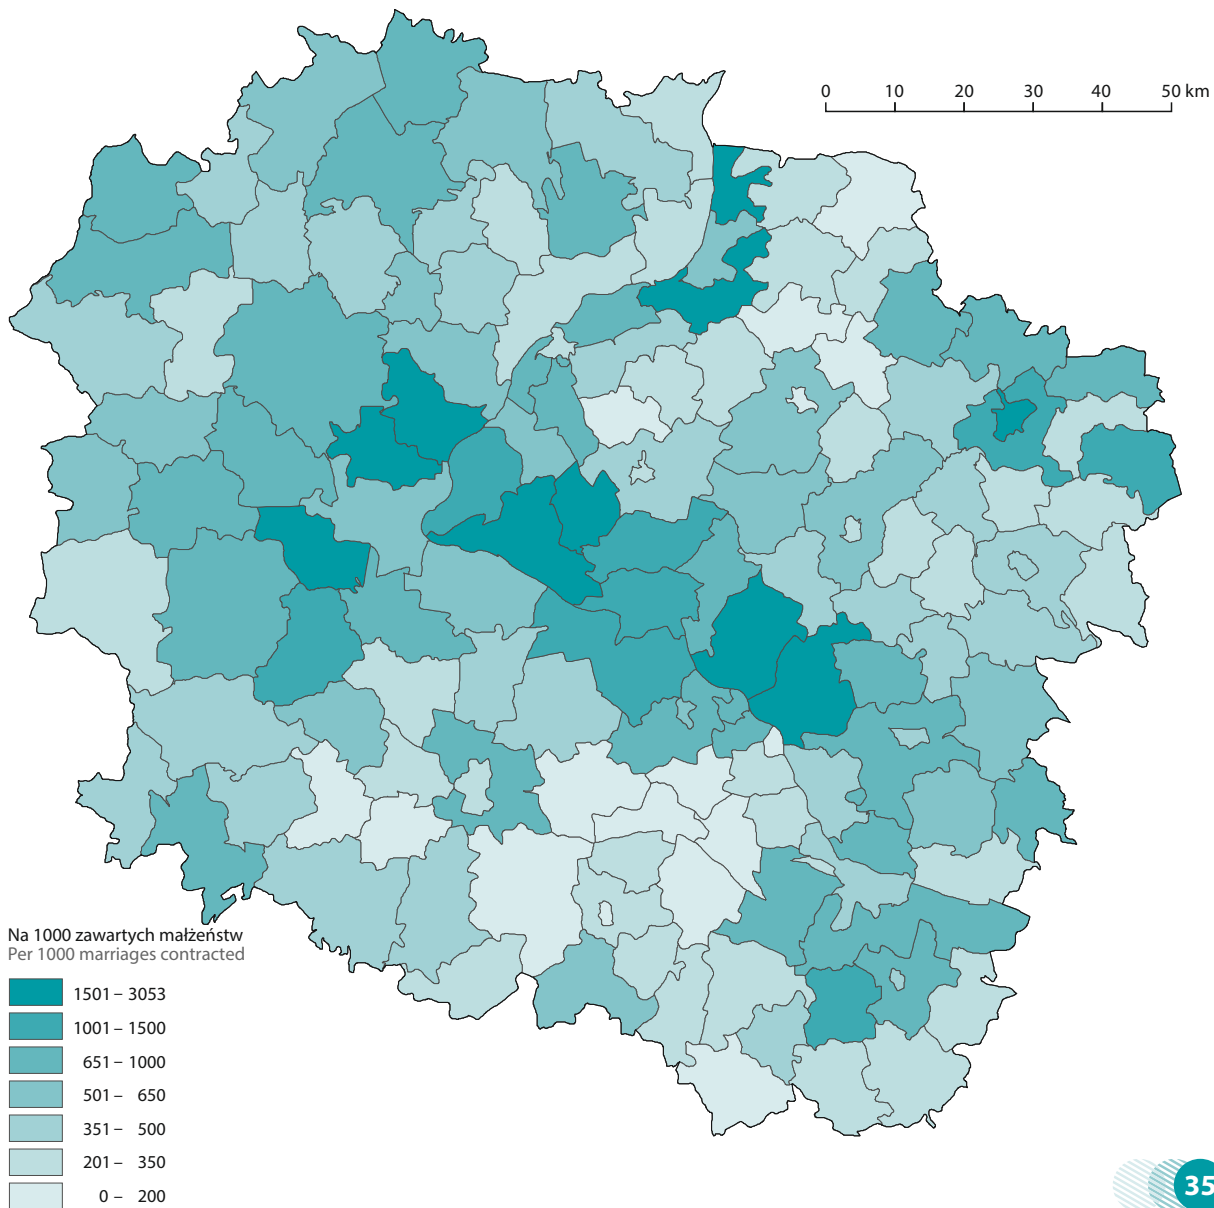 0 10 20 30 40 50 km
Na 1000 zawartych małżeństw
Per 1000 marriages contracted
1501 – 3053
1001 – 1500
651 – 1000
501 – 650
351 – 500
201 – 350
0 – 200
35